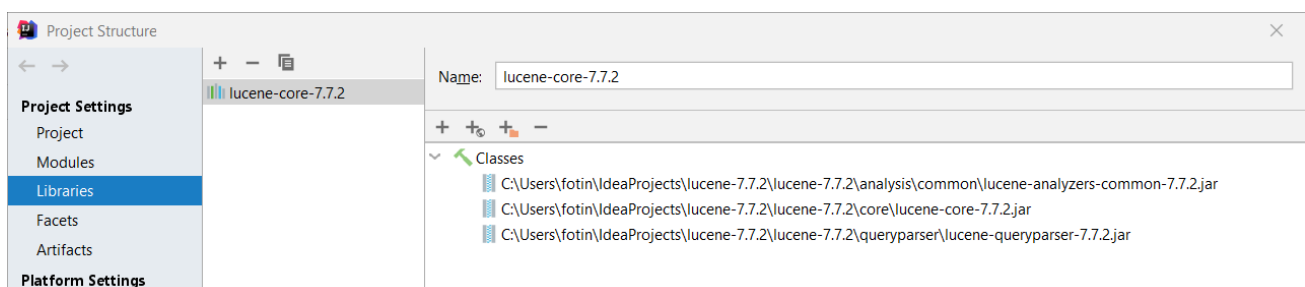 Project Structure
Project Settings
Project
Modules
Libraries
Facets
Artifacts
Platform Settings
lucene-core-7.7.2
Name: lucene-core-7.7.2
Classes
C:\Users\fotin\IdeaProjects\lucene-7.7.2\lucene-7.7.2\analysis\common\lucene-analyzers-common-7.7.2.jar
C:\Users\fotin\IdeaProjects\lucene-7.7.2\lucene-7.7.2\core\lucene-core-7.7.2.jar
C:\Users\fotin\IdeaProjects\lucene-7.7.2\lucene-7.7.2\queryparser\lucene-queryparser-7.7.2.jar